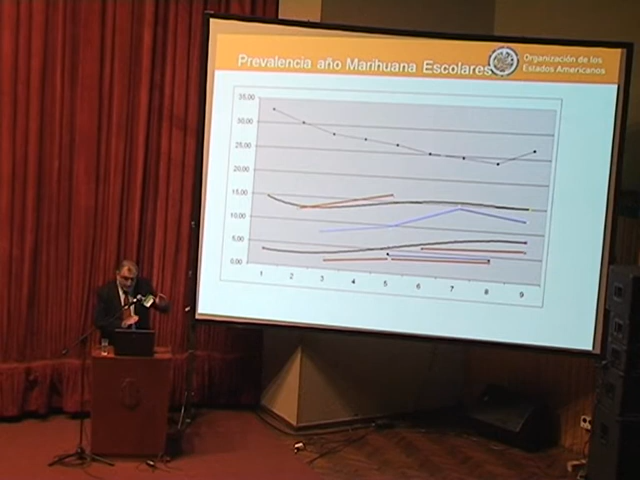 Prevalencia año Marihuana Escolares
Organización de los
Estados Americanos
35,00
30,00
25,00
20,00
15,00
10,00
5,00
0,00
1 2 3 4 5 6 7 8 9